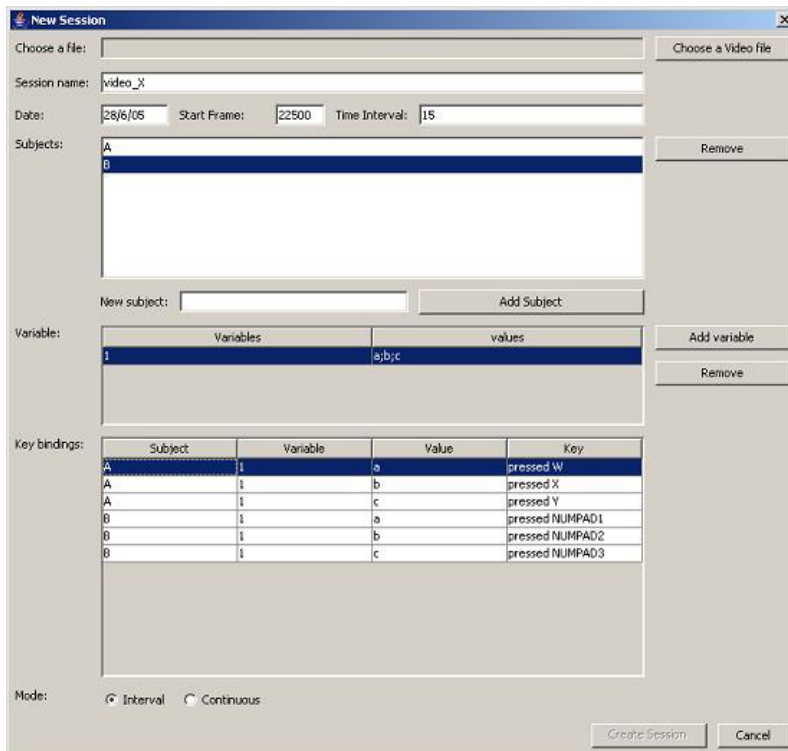 New Session
Choose a file: Choose a Video file
Session name: video_X
Date: 28/6/05 Start Frame: 22500 Time Interval: 15
Subjects: A Remove
B
New subject: Add Subject
Variable: Variables values Add variable
1 a;b;c
Remove
Key bindings: Subject Variable Value Key
A 1 a pressed W
A 1 b pressed X
A 1 c pressed Y
B 1 a pressed NUMPAD1
B 1 b pressed NUMPAD2
B 1 c pressed NUMPAD3
Mode: Interval Continuous
Create Session Cancel